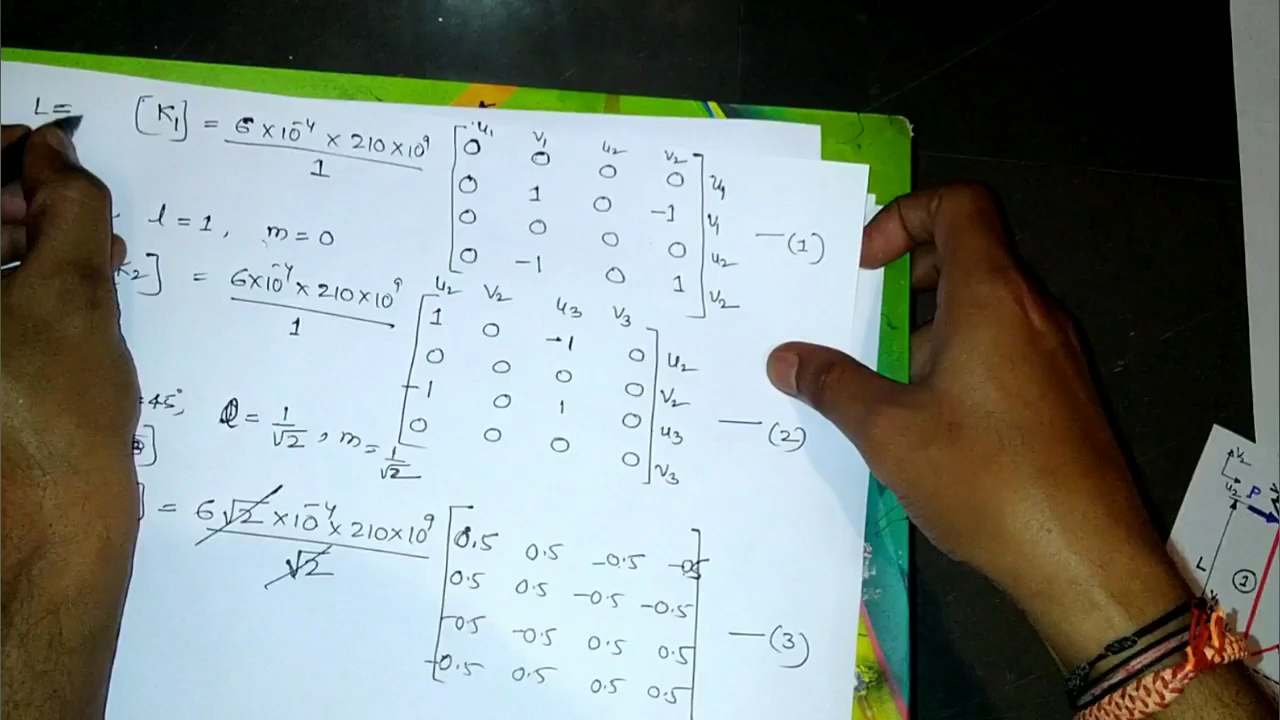 L =
[K₁] = 6 × 10⁻⁴ × 210 × 10⁹ / 1
u₁ v₁ u₂ v₂
0 0 0 0 u₁
0 1 0 -1 v₁
0 0 0 0 u₂
0 -1 0 1 v₂
—(1)
l = 1, m = 0
K₂] = 6×10⁻⁴ × 210×10⁹ / 1
u₂ v₂ u₃ v₃
1 0 -1 0 u₂
0 0 0 0 v₂
-1 0 1 0 u₃
0 0 0 0 v₃
—(2)
=45°, l = 1/√2, m = 1/√2
] = 6√2 ×10⁻⁴ × 210×10⁹ / √2
0.5 0.5 -0.5 -0.5
0.5 0.5 -0.5 -0.5
-0.5 -0.5 0.5 0.5
-0.5 0.5 0.5 0.5
—(3)
V₂
u₂ P
L
1